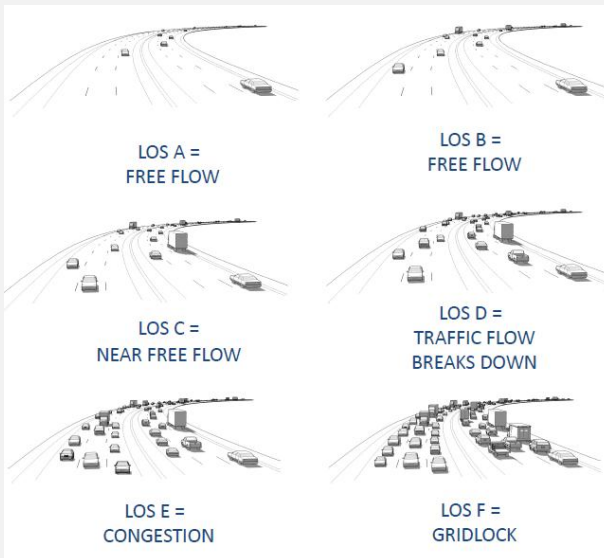 LOS A =
FREE FLOW
LOS B =
FREE FLOW
LOS C =
NEAR FREE FLOW
LOS D =
TRAFFIC FLOW
BREAKS DOWN
LOS E =
CONGESTION
LOS F =
GRIDLOCK